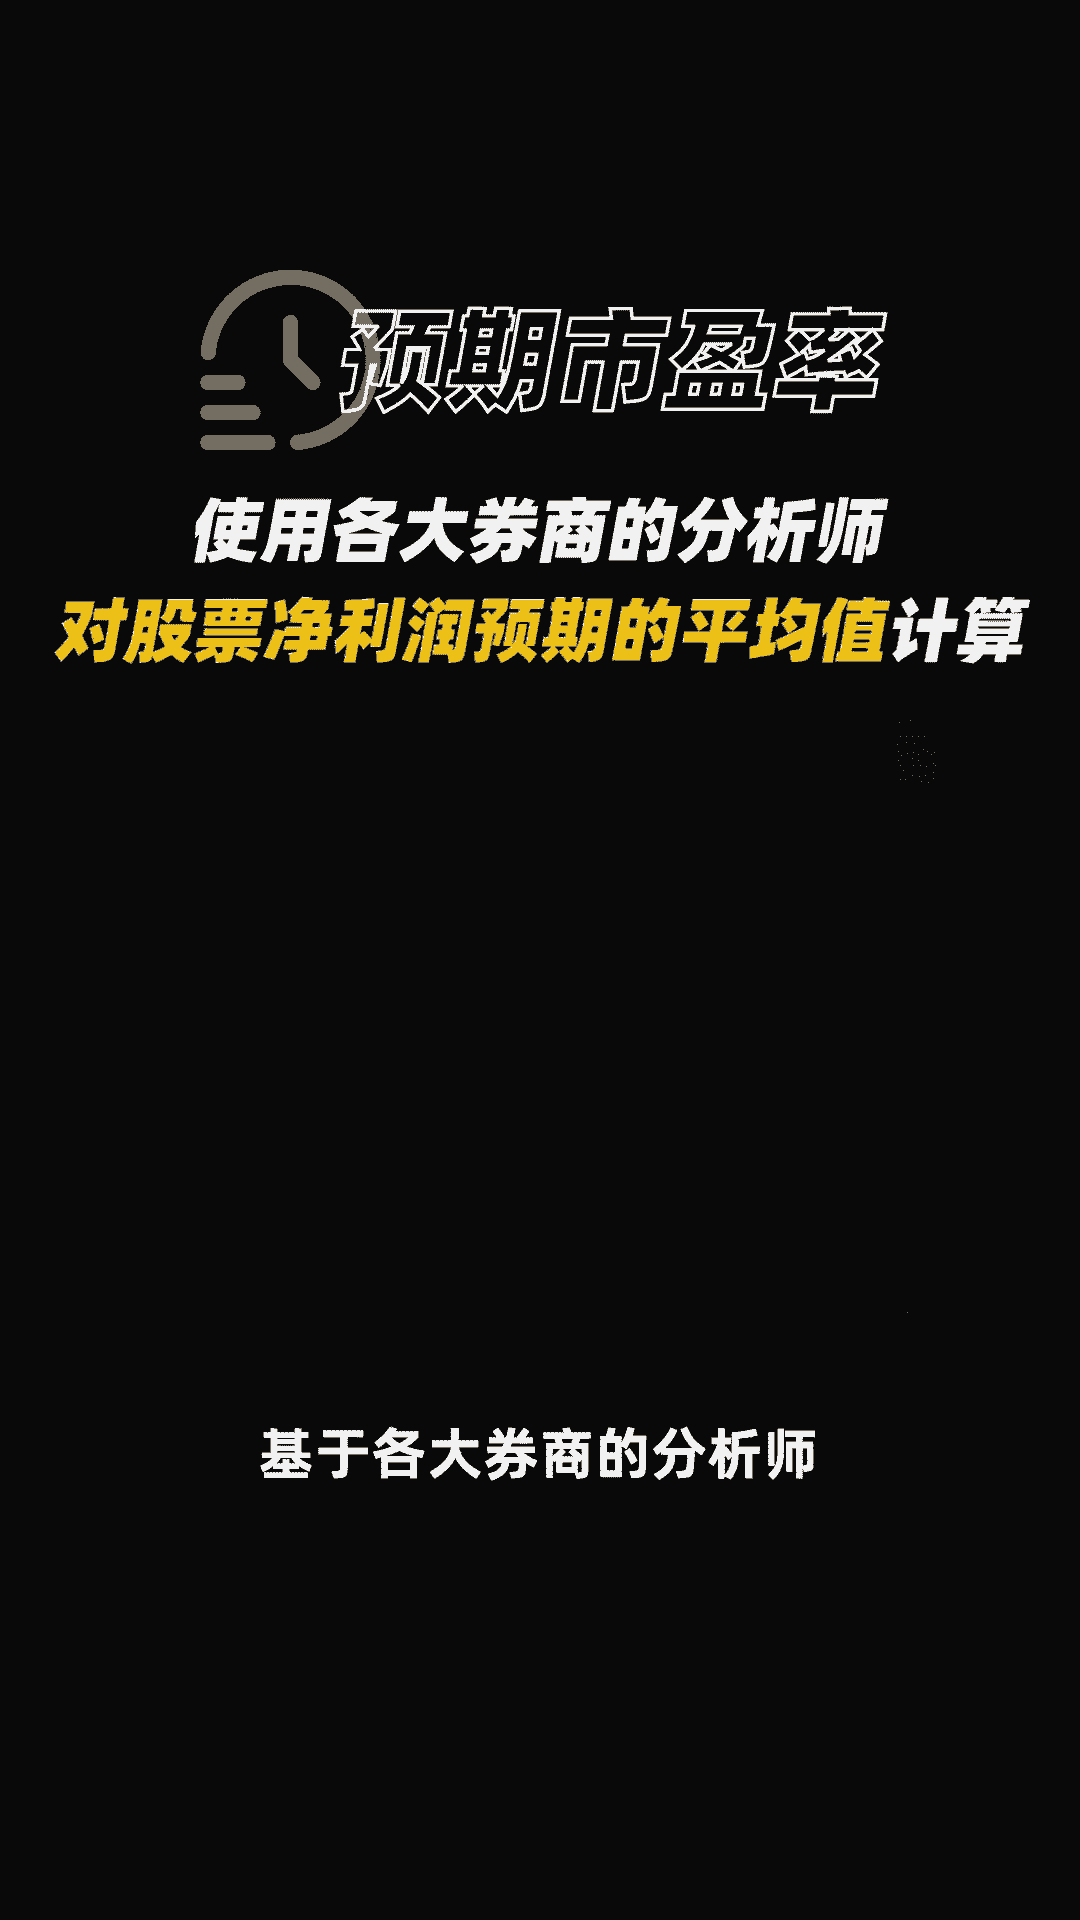 预期市盈率
使用各大券商的分析师
对股票净利润预期的平均值计算
基于各大券商的分析师